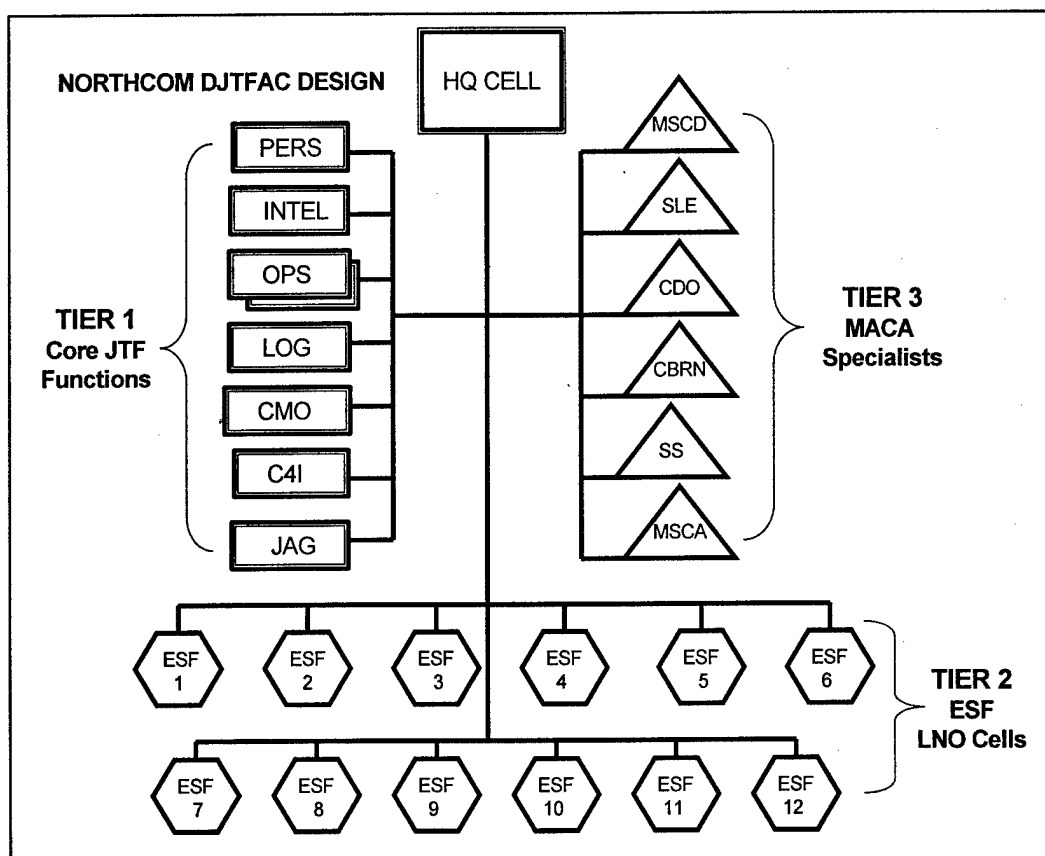 NORTHCOM DJTFAC DESIGN
HQ CELL
TIER 1
Core JTF
Functions
PERS
INTEL
OPS
LOG
CMO
C4I
JAG
MSCD
SLE
CDO
CBRN
SS
MSCA
TIER 3
MACA
Specialists
ESF
1
ESF
2
ESF
3
ESF
4
ESF
5
ESF
6
ESF
7
ESF
8
ESF
9
ESF
10
ESF
11
ESF
12
TIER 2
ESF
LNO Cells